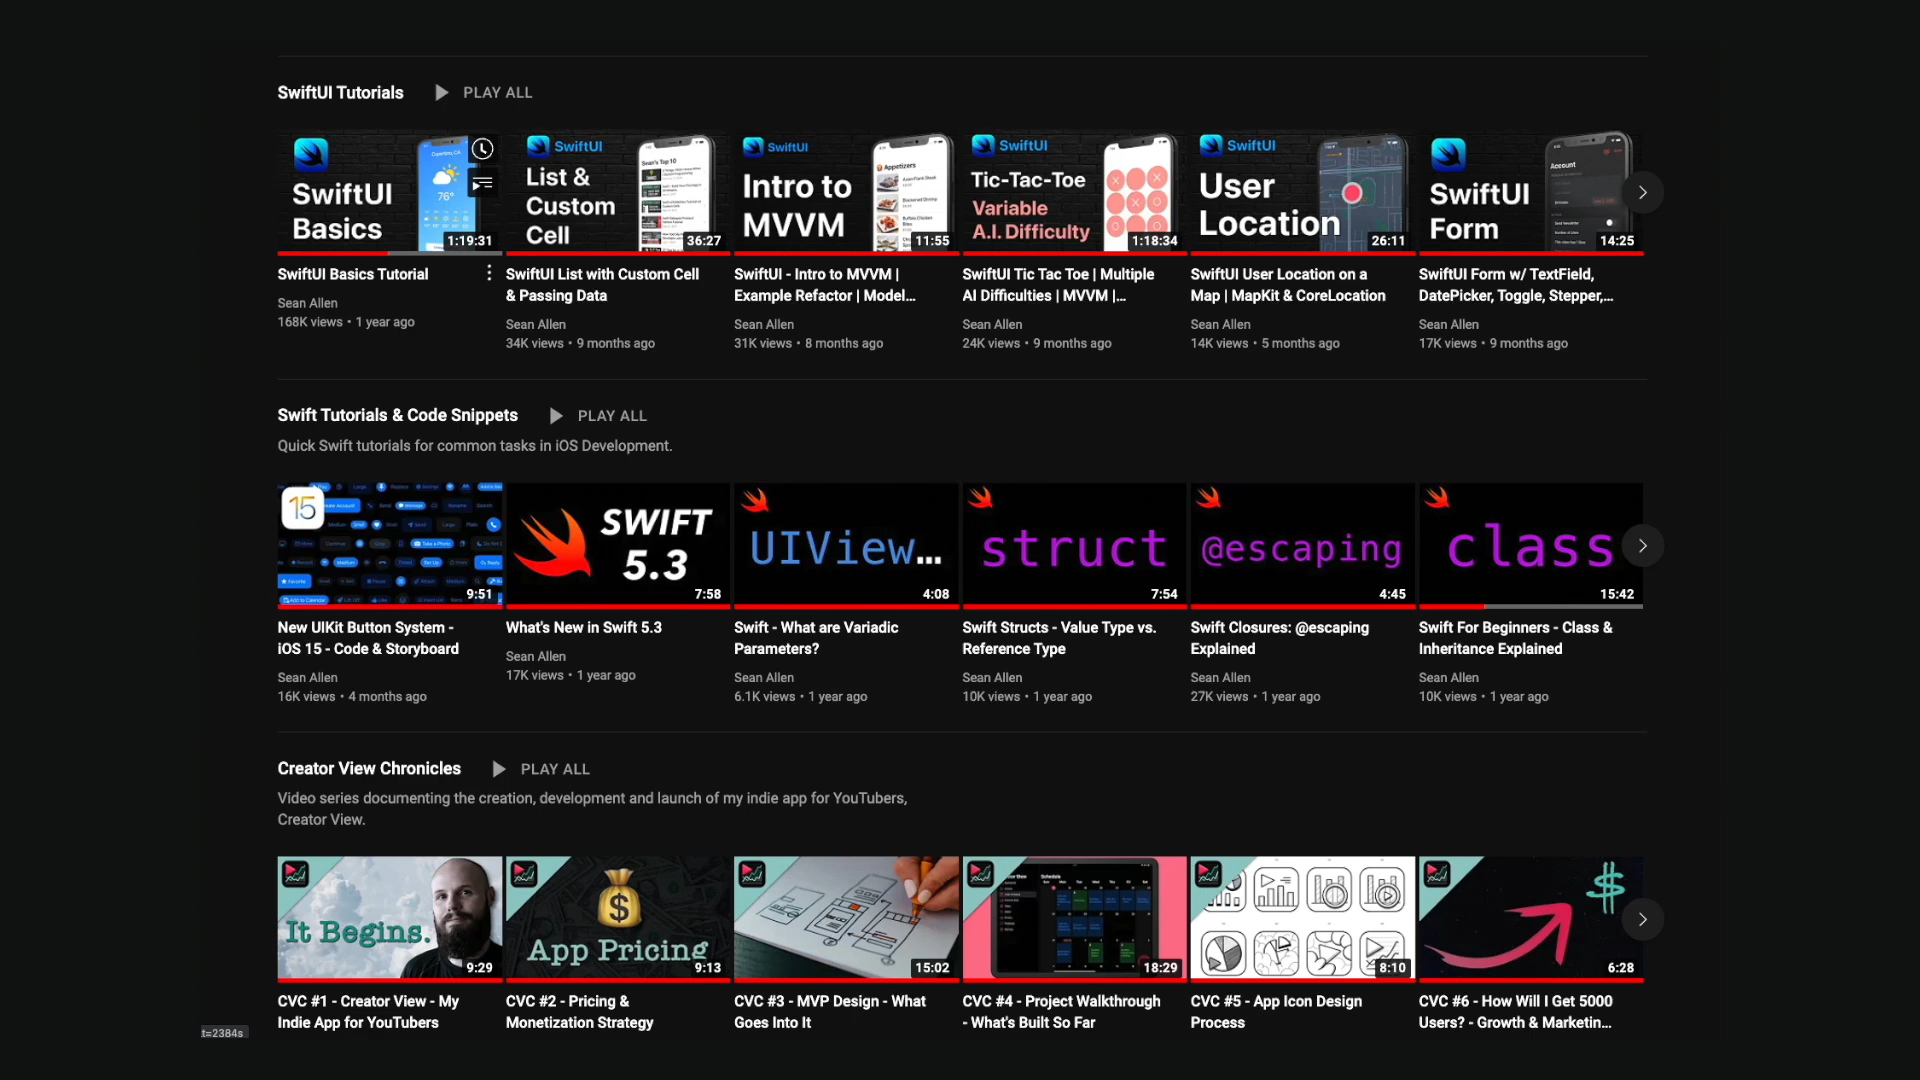 SwiftUI Tutorials PLAY ALL
SwiftUI
Basics
Cupertino, CA
76°
1:19:31
SwiftUI
List &
Custom
Cell
Sean's Top 10
36:27
SwiftUI
Intro to
MVVM
Appetizers
11:55
SwiftUI
Tic-Tac-Toe
Variable
A.I. Difficulty
1:18:34
SwiftUI
User
Location
26:11
SwiftUI
Form
Account
14:25
SwiftUI Basics Tutorial
Sean Allen
168K views • 1 year ago
SwiftUI List with Custom Cell
& Passing Data
Sean Allen
34K views • 9 months ago
SwiftUI - Intro to MVVM |
Example Refactor | Model...
Sean Allen
31K views • 8 months ago
SwiftUI Tic Tac Toe | Multiple
AI Difficulties | MVVM |...
Sean Allen
24K views • 9 months ago
SwiftUI User Location on a
Map | MapKit & CoreLocation
Sean Allen
14K views • 5 months ago
SwiftUI Form w/ TextField,
DatePicker, Toggle, Stepper,...
Sean Allen
17K views • 9 months ago
Swift Tutorials & Code Snippets PLAY ALL
Quick Swift tutorials for common tasks in iOS Development.
15
9:51
SWIFT
5.3
7:58
UIView...
4:08
struct
7:54
@escaping
4:45
class
15:42
New UIKit Button System -
iOS 15 - Code & Storyboard
Sean Allen
16K views • 4 months ago
What's New in Swift 5.3
Sean Allen
17K views • 1 year ago
Swift - What are Variadic
Parameters?
Sean Allen
6.1K views • 1 year ago
Swift Structs - Value Type vs.
Reference Type
Sean Allen
10K views • 1 year ago
Swift Closures: @escaping
Explained
Sean Allen
27K views • 1 year ago
Swift For Beginners - Class &
Inheritance Explained
Sean Allen
10K views • 1 year ago
Creator View Chronicles PLAY ALL
Video series documenting the creation, development and launch of my indie app for YouTubers,
Creator View.
It Begins.
9:29
App Pricing
9:13
15:02
Schedule
18:29
8:10
$
6:28
CVC #1 - Creator View - My
Indie App for YouTubers
CVC #2 - Pricing &
Monetization Strategy
CVC #3 - MVP Design - What
Goes Into It
CVC #4 - Project Walkthrough
- What's Built So Far
CVC #5 - App Icon Design
Process
CVC #6 - How Will I Get 5000
Users? - Growth & Marketin...
t=2384s